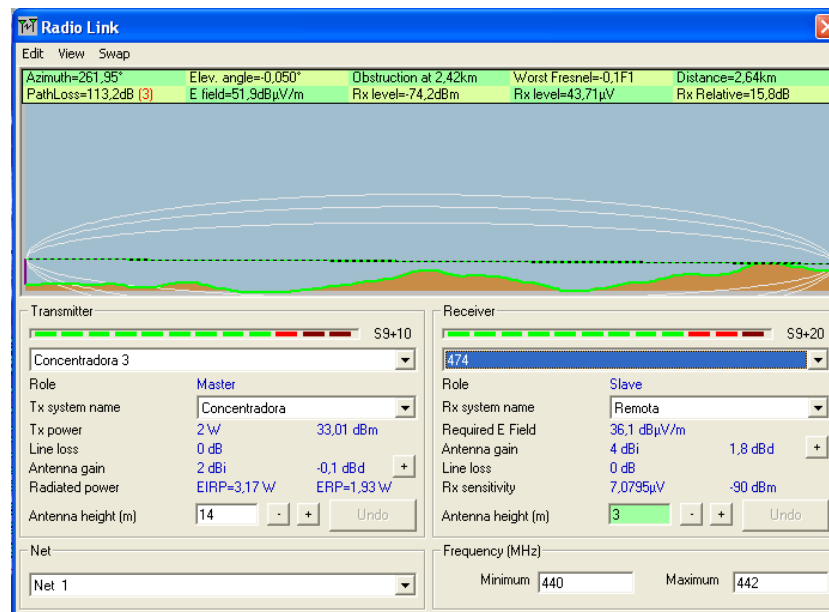 Radio Link
Edit View Swap
Azimuth=261,95° Elev. angle=-0,050° Obstruction at 2,42km Worst Fresnel=-0,1F1 Distance=2,64km
PathLoss=113,2dB (3) E field=51,9dBµV/m Rx level=-74,2dBm Rx level=43,71µV Rx Relative=15,8dB
Transmitter
S9+10
Concentradora 3
Role Master
Tx system name Concentradora
Tx power 2 W 33,01 dBm
Line loss 0 dB
Antenna gain 2 dBi -0,1 dBd +
Radiated power EIRP=3,17 W ERP=1,93 W
Antenna height (m) 14 - + Undo
Net
Net 1
Receiver
S9+20
474
Role Slave
Rx system name Remota
Required E Field 36,1 dBµV/m
Antenna gain 4 dBi 1,8 dBd +
Line loss 0 dB
Rx sensitivity 7,0795µV -90 dBm
Antenna height (m) 3 - + Undo
Frequency (MHz)
Minimum 440 Maximum 442